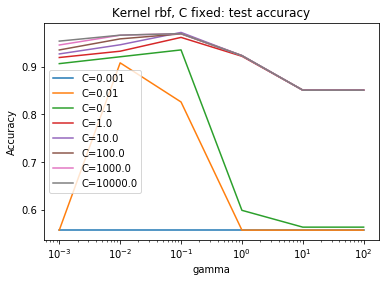 Kernel rbf, C fixed: test accuracy
Accuracy
0.9
0.8
0.7
0.6
C=0.001
C=0.01
C=0.1
C=1.0
C=10.0
C=100.0
C=1000.0
C=10000.0
10⁻³ 10⁻² 10⁻¹ 10⁰ 10¹ 10²
gamma